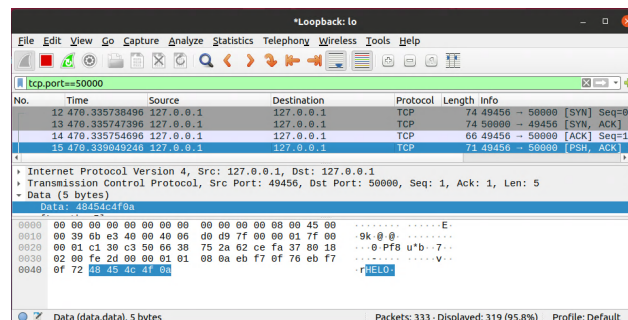 *Loopback: lo
File Edit View Go Capture Analyze Statistics Telephony Wireless Tools Help
tcp.port==50000
No. Time Source Destination Protocol Length Info
12 470.335738496 127.0.0.1 127.0.0.1 TCP 74 49456 → 50000 [SYN] Seq=0
13 470.335747396 127.0.0.1 127.0.0.1 TCP 74 50000 → 49456 [SYN, ACK]
14 470.335754696 127.0.0.1 127.0.0.1 TCP 66 49456 → 50000 [ACK] Seq=1
15 470.339049246 127.0.0.1 127.0.0.1 TCP 71 49456 → 50000 [PSH, ACK]
Internet Protocol Version 4, Src: 127.0.0.1, Dst: 127.0.0.1
Transmission Control Protocol, Src Port: 49456, Dst Port: 50000, Seq: 1, Ack: 1, Len: 5
Data (5 bytes)
Data: 48454c4f0a
0000 00 00 00 00 00 00 00 00 00 00 00 00 08 00 45 00 ········ ······E·
0010 00 39 6b e3 40 00 40 06 d0 d9 7f 00 00 01 7f 00 ·9k·@·@· ········
0020 00 01 c1 30 c3 50 66 38 75 2a 62 ce fa 37 80 18 ···0·Pf8 u*b··7··
0030 02 00 fe 2d 00 00 01 01 08 0a eb f7 0f 76 eb f7 ···-···· ·····v··
0040 0f 72 48 45 4c 4f 0a ·rHELO·
Data (data.data), 5 bytes Packets: 333 · Displayed: 319 (95.8%) Profile: Default